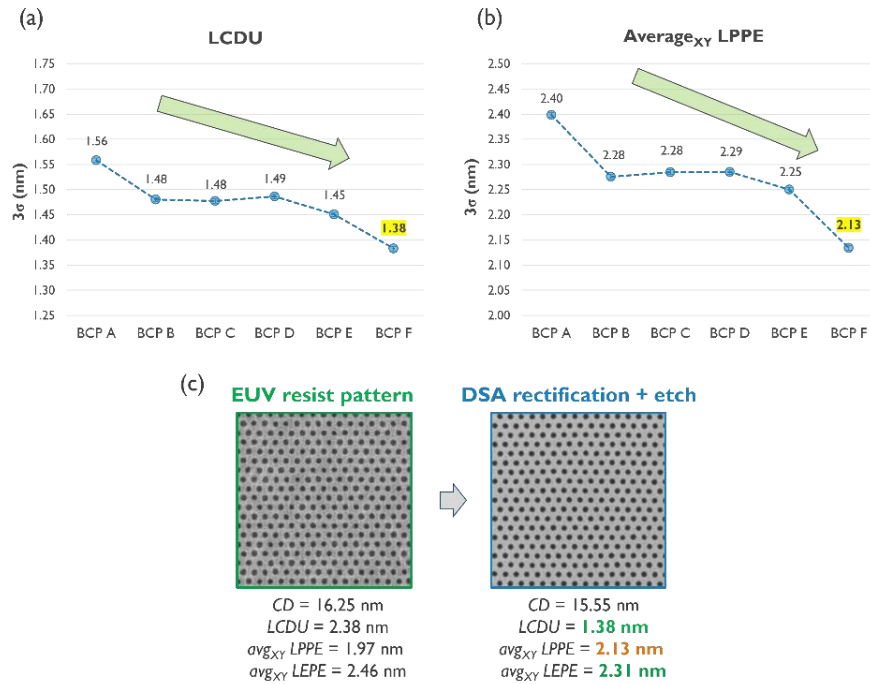 (a)
LCDU
3σ (nm)
1.75
1.70
1.65
1.60
1.55
1.50
1.45
1.40
1.35
1.30
1.25
1.56
1.48
1.48
1.49
1.45
1.38
BCP A BCP B BCP C BCP D BCP E BCP F
(b)
Average_XY LPPE
3σ (nm)
2.50
2.45
2.40
2.35
2.30
2.25
2.20
2.15
2.10
2.05
2.00
2.40
2.28
2.28
2.29
2.25
2.13
BCP A BCP B BCP C BCP D BCP E BCP F
(c)
EUV resist pattern
CD = 16.25 nm
LCDU = 2.38 nm
avg_XY LPPE = 1.97 nm
avg_XY LEPE = 2.46 nm
DSA rectification + etch
CD = 15.55 nm
LCDU = 1.38 nm
avg_XY LPPE = 2.13 nm
avg_XY LEPE = 2.31 nm